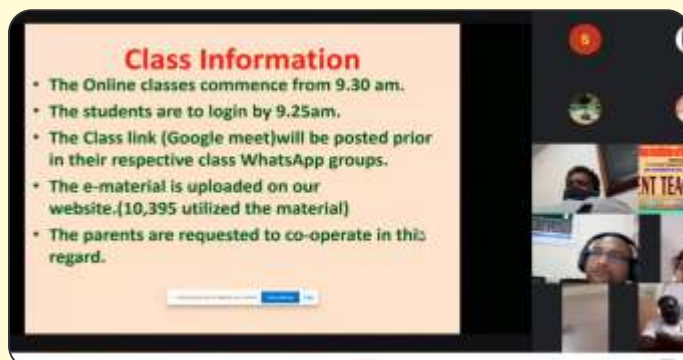 Class Information
• The Online classes commence from 9.30 am.
• The students are to login by 9.25am.
• The Class link (Google meet)will be posted prior
in their respective class WhatsApp groups.
• The e-material is uploaded on our
website.(10,395 utilized the material)
• The parents are requested to co-operate in this
regard.
S
NT TEA